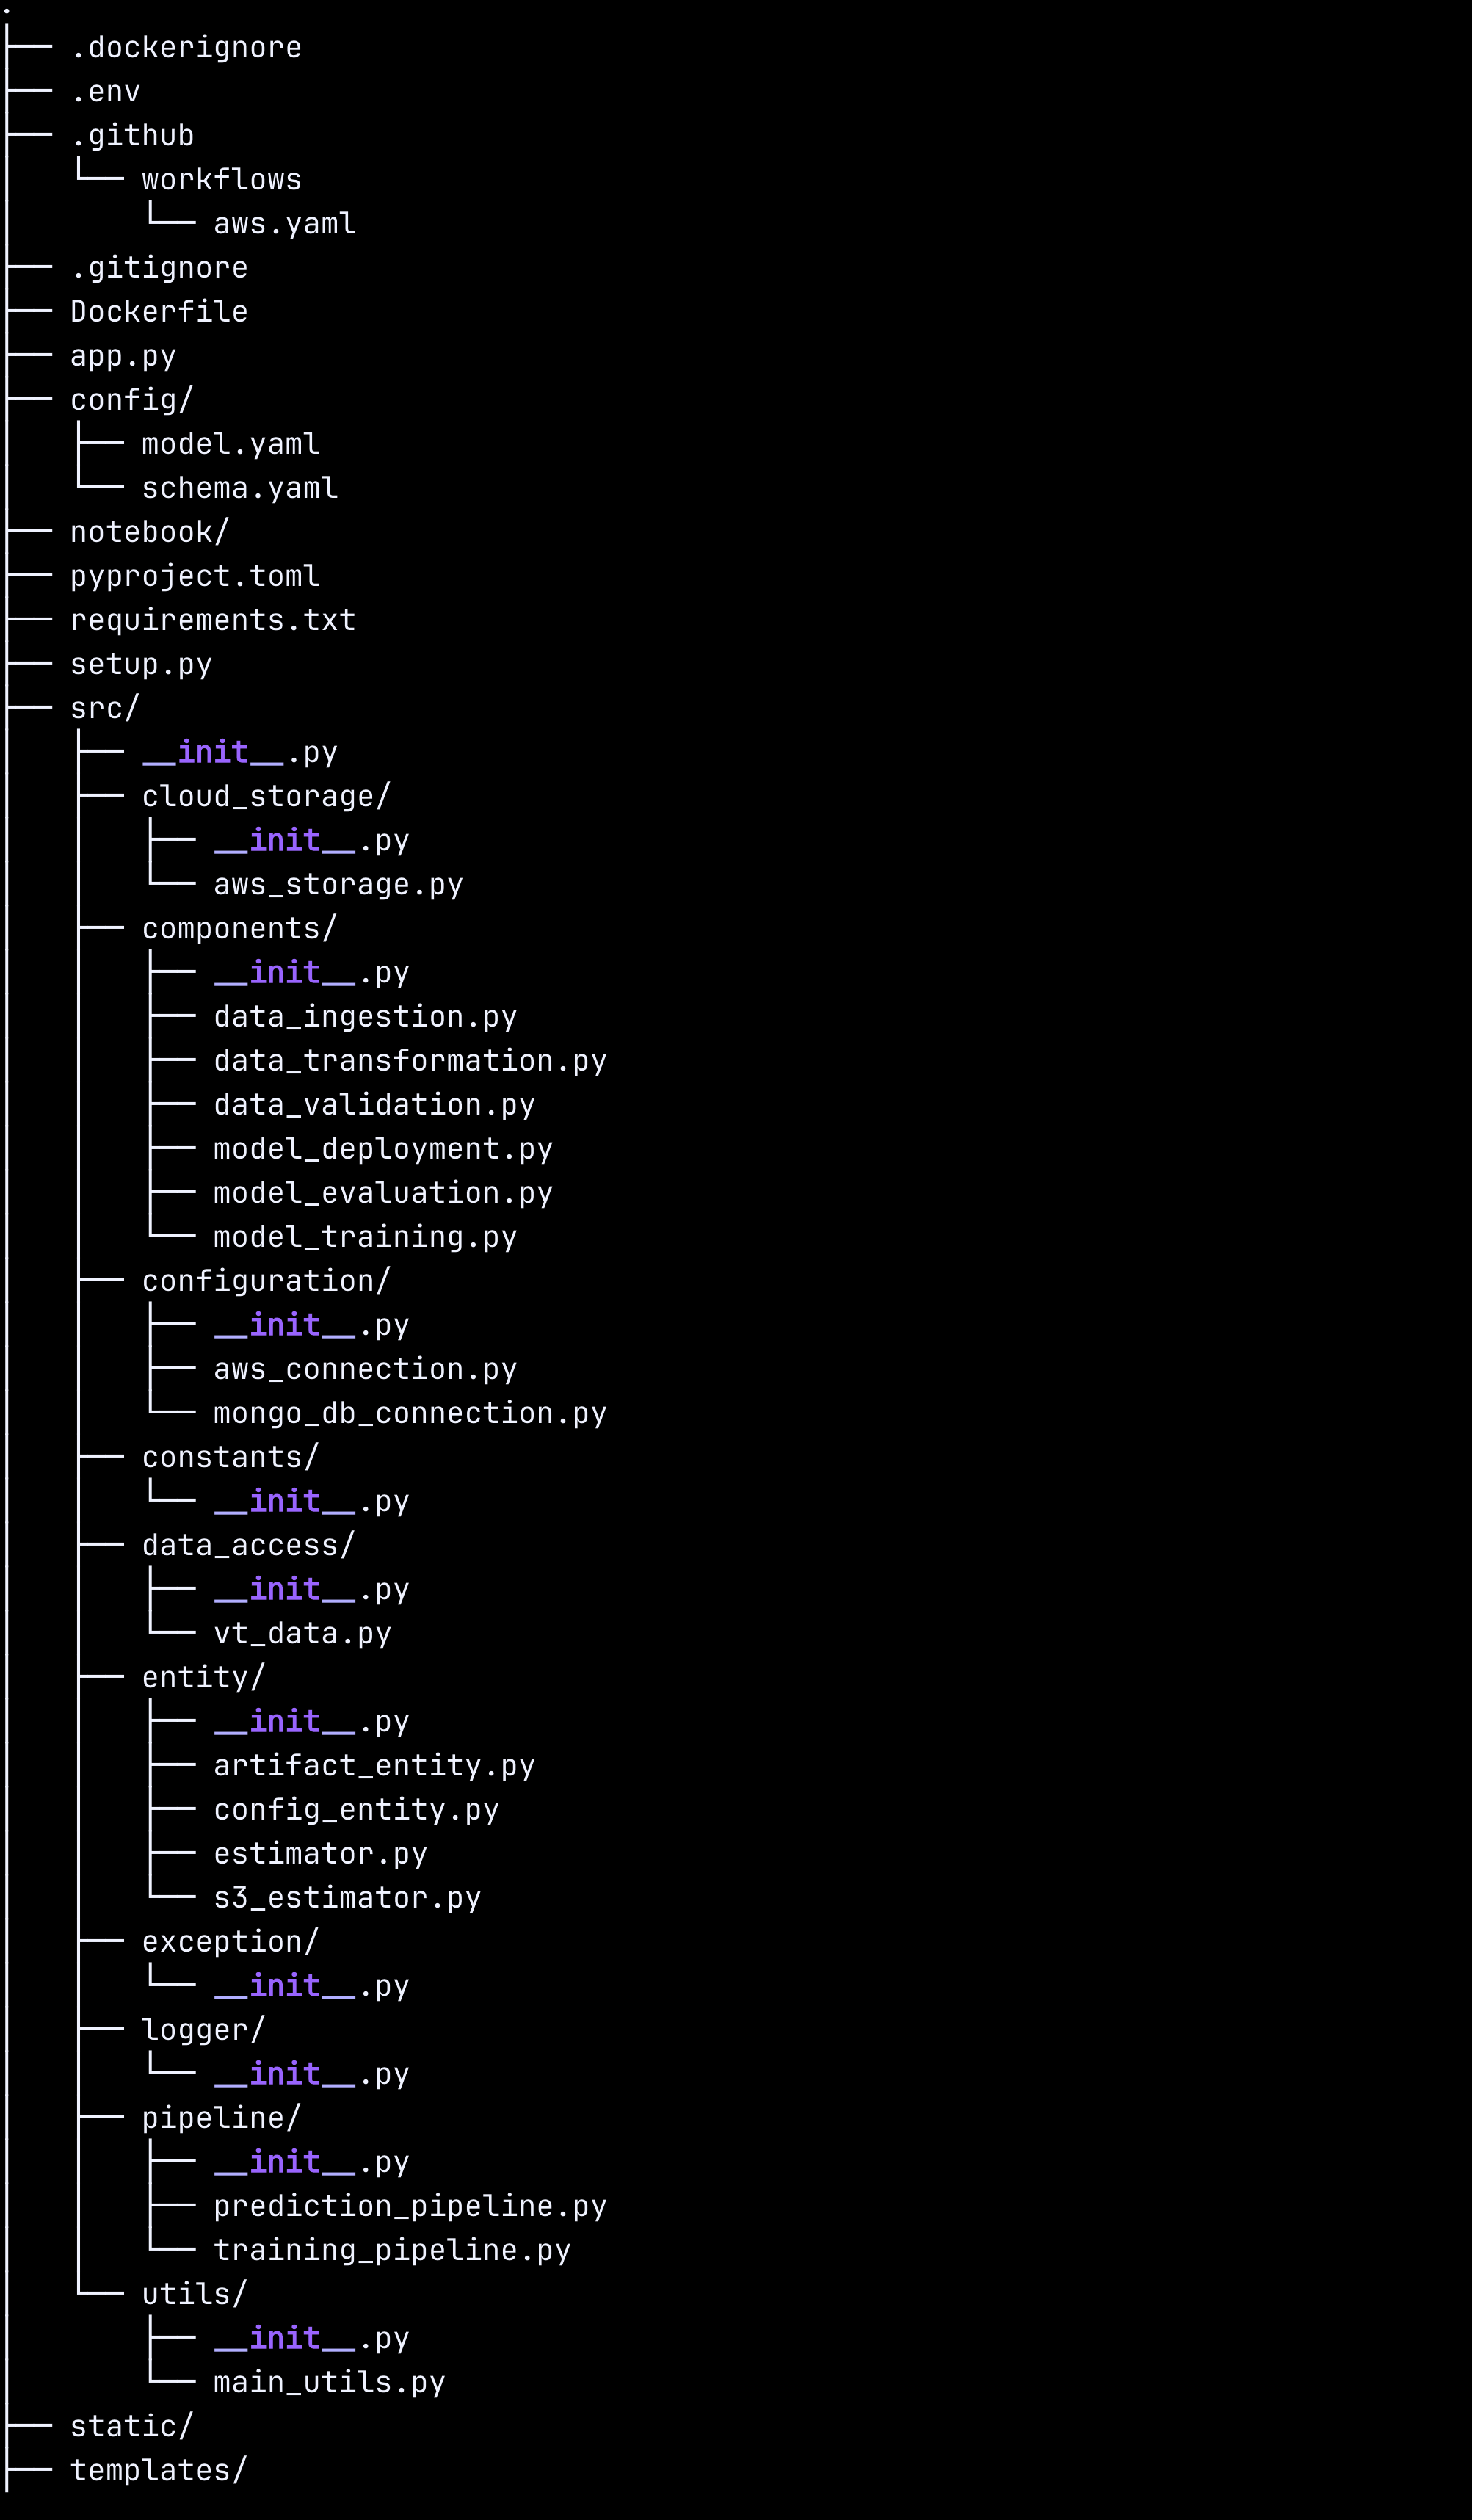 .
├── .dockerignore
├── .env
├── .github
│   └── workflows
│       └── aws.yaml
├── .gitignore
├── Dockerfile
├── app.py
├── config/
│   ├── model.yaml
│   └── schema.yaml
├── notebook/
├── pyproject.toml
├── requirements.txt
├── setup.py
├── src/
│   ├── __init__.py
│   ├── cloud_storage/
│   │   ├── __init__.py
│   │   └── aws_storage.py
│   ├── components/
│   │   ├── __init__.py
│   │   ├── data_ingestion.py
│   │   ├── data_transformation.py
│   │   ├── data_validation.py
│   │   ├── model_deployment.py
│   │   ├── model_evaluation.py
│   │   └── model_training.py
│   ├── configuration/
│   │   ├── __init__.py
│   │   ├── aws_connection.py
│   │   └── mongo_db_connection.py
│   ├── constants/
│   │   └── __init__.py
│   ├── data_access/
│   │   ├── __init__.py
│   │   └── vt_data.py
│   ├── entity/
│   │   ├── __init__.py
│   │   ├── artifact_entity.py
│   │   ├── config_entity.py
│   │   ├── estimator.py
│   │   └── s3_estimator.py
│   ├── exception/
│   │   └── __init__.py
│   ├── logger/
│   │   └── __init__.py
│   ├── pipeline/
│   │   ├── __init__.py
│   │   ├── prediction_pipeline.py
│   │   └── training_pipeline.py
│   └── utils/
│       ├── __init__.py
│       └── main_utils.py
├── static/
├── templates/